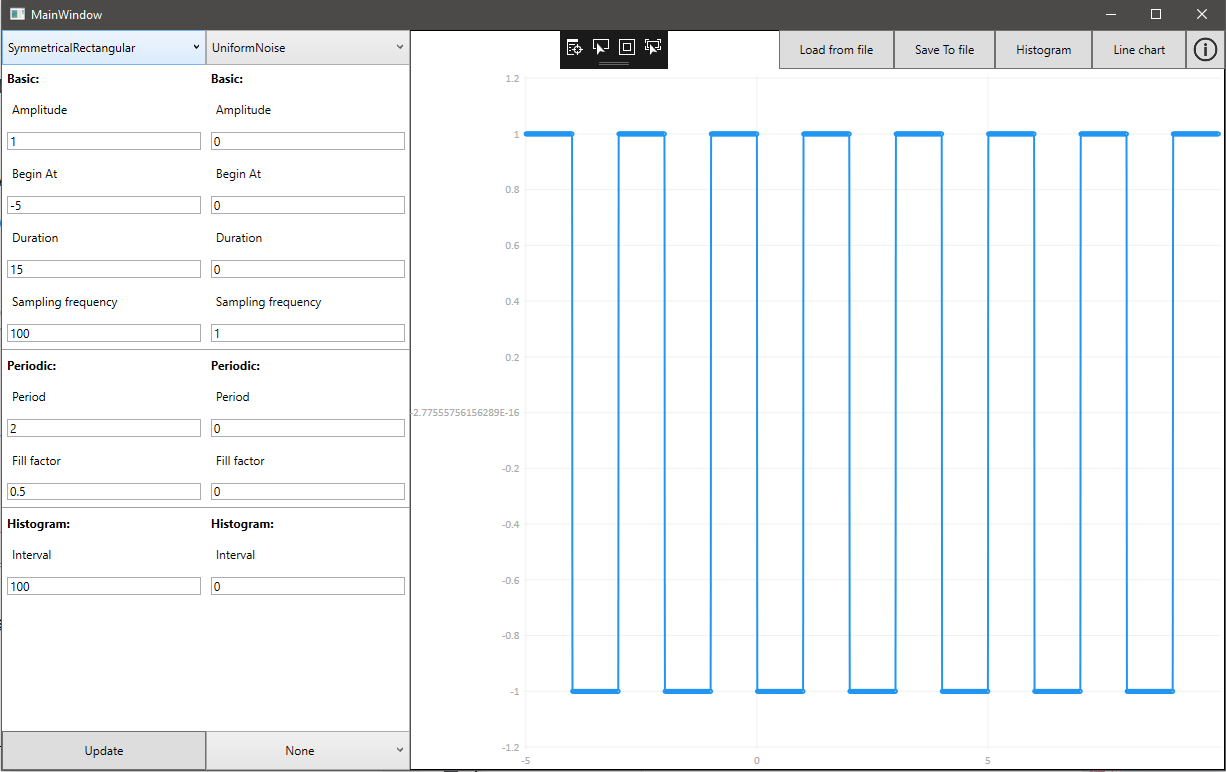 MainWindow
SymmetricalRectangular
UniformNoise
Load from file
Save To file
Histogram
Line chart
Basic:
Basic:
Amplitude
Amplitude
1
0
Begin At
Begin At
-5
0
Duration
Duration
15
0
Sampling frequency
Sampling frequency
100
1
Periodic:
Periodic:
Period
Period
2
0
Fill factor
Fill factor
0.5
0
Histogram:
Histogram:
Interval
Interval
100
0
Update
None
1.2
1
0.8
0.6
0.4
0.2
-2.77555756156289E-16
-0.2
-0.4
-0.6
-0.8
-1
-1.2
-5
0
5